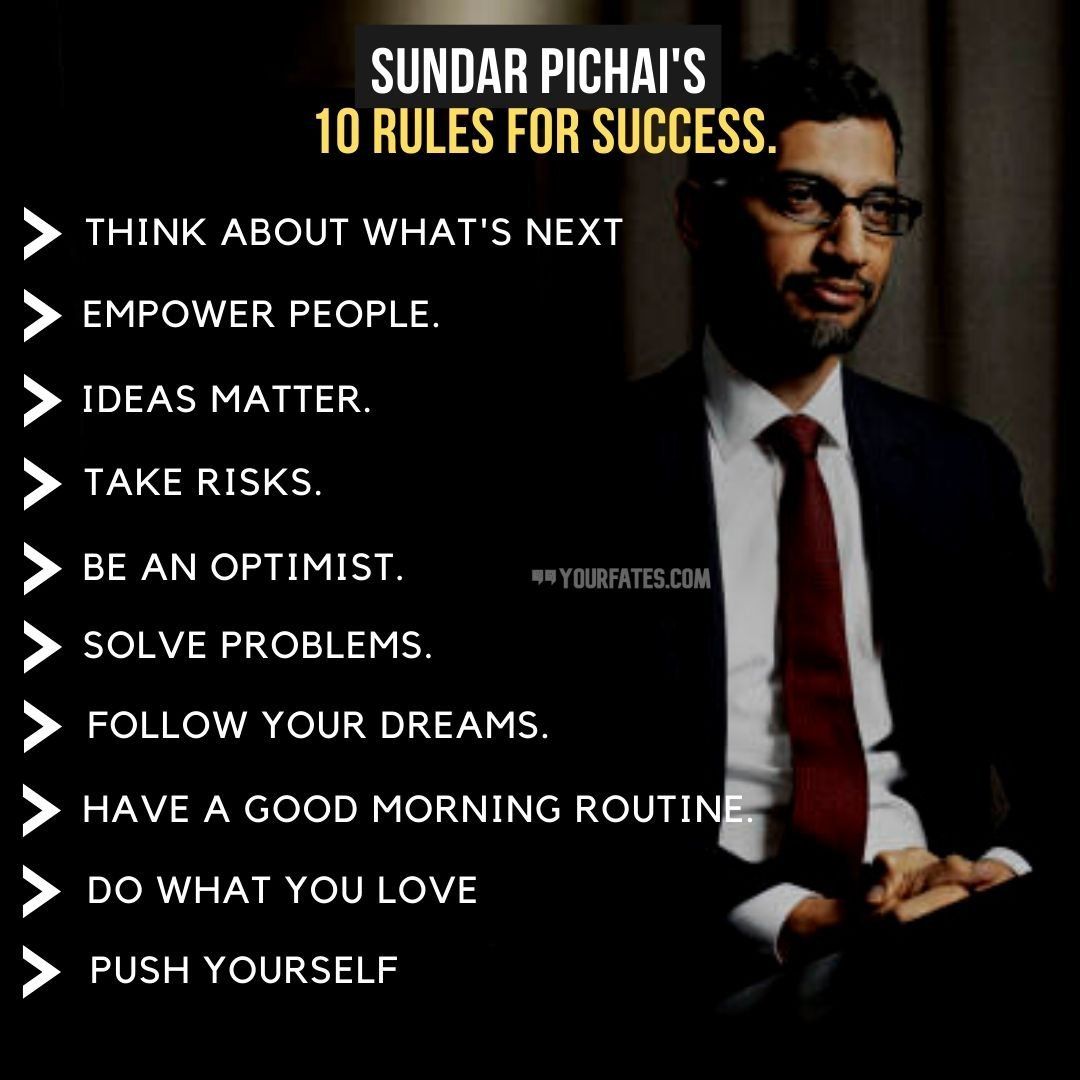 SUNDAR PICHAI'S
10 RULES FOR SUCCESS.
THINK ABOUT WHAT'S NEXT
EMPOWER PEOPLE.
IDEAS MATTER.
TAKE RISKS.
BE AN OPTIMIST.
❞YOURFATES.COM
SOLVE PROBLEMS.
FOLLOW YOUR DREAMS.
HAVE A GOOD MORNING ROUTINE.
DO WHAT YOU LOVE
PUSH YOURSELF